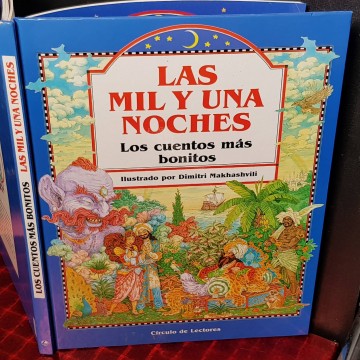 LAS
MIL Y UNA
NOCHES
Los cuentos más
bonitos
Ilustrado por Dimitri Makhashvili
Círculo de Lectores
LOS CUENTOS MÁS BONITOS LAS MIL Y UNA NOCHES